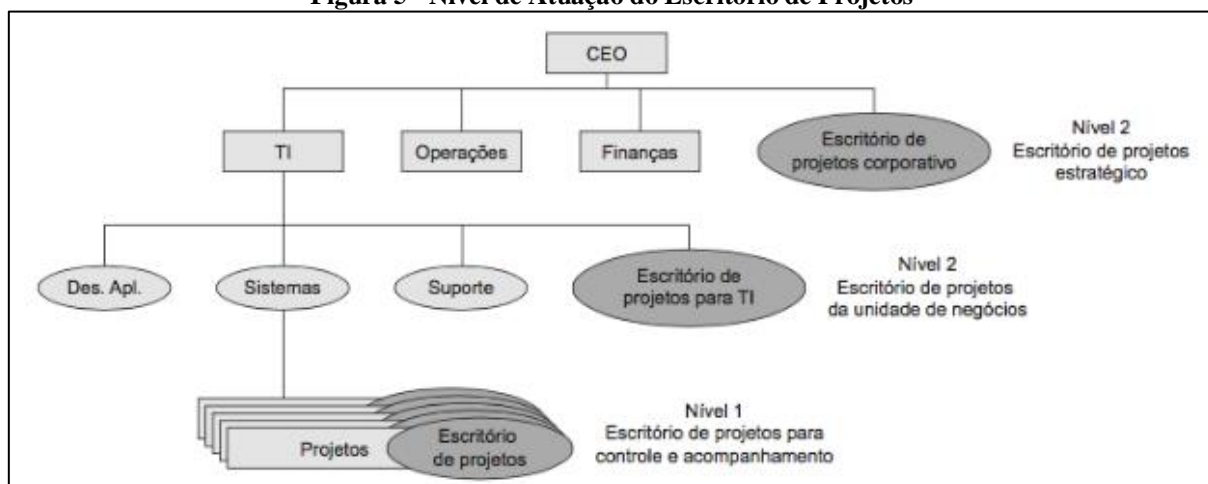 Figura 5 - Nível de Atuação do Escritório de Projetos
CEO
TI
Operações
Finanças
Escritório de
projetos corporativo
Nível 2
Escritório de projetos
estratégico
Des. Apl.
Sistemas
Suporte
Escritório de
projetos para TI
Nível 2
Escritório de projetos
da unidade de negócios
Projetos
Escritório
de projetos
Nível 1
Escritório de projetos para
controle e acompanhamento